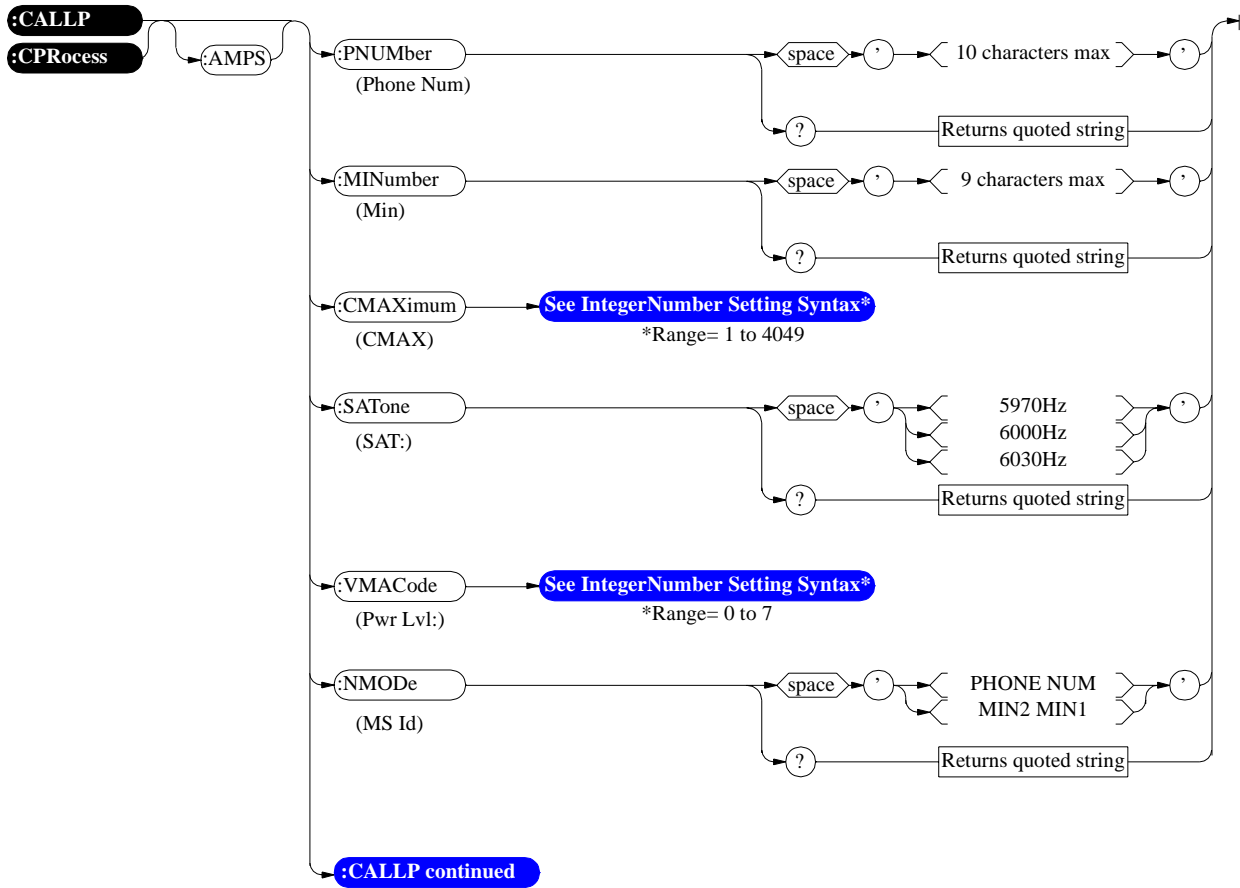 :CALLP
:CPRocess
:AMPS
:PNUMber
(Phone Num)
space ' 10 characters max '
? Returns quoted string
:MINumber
(Min)
space ' 9 characters max '
? Returns quoted string
:CMAXimum
(CMAX)
See IntegerNumber Setting Syntax*
*Range= 1 to 4049
:SATone
(SAT:)
space ' 5970Hz '
6000Hz
6030Hz
? Returns quoted string
:VMACode
(Pwr Lvl:)
See IntegerNumber Setting Syntax*
*Range= 0 to 7
:NMODe
(MS Id)
space ' PHONE NUM '
MIN2 MIN1
? Returns quoted string
:CALLP continued